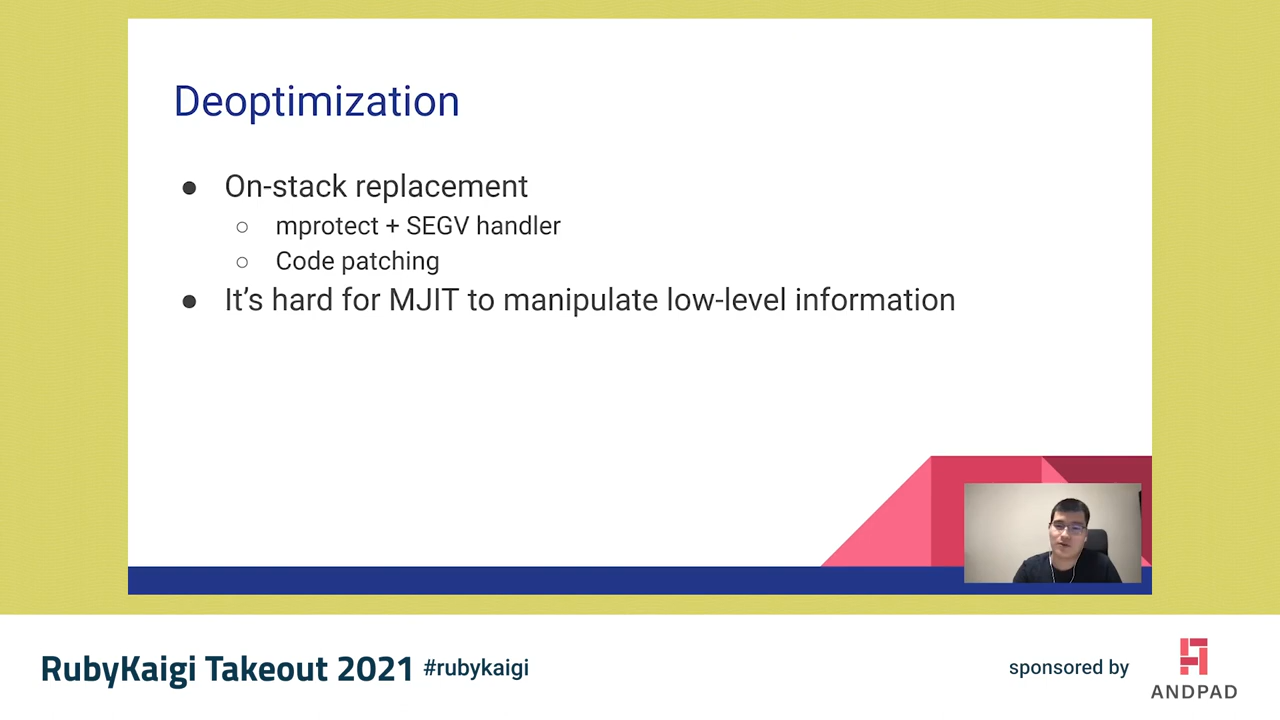 Deoptimization
● On-stack replacement
○ mprotect + SEGV handler
○ Code patching
● It’s hard for MJIT to manipulate low-level information
RubyKaigi Takeout 2021 #rubykaigi
sponsored by
ANDPAD